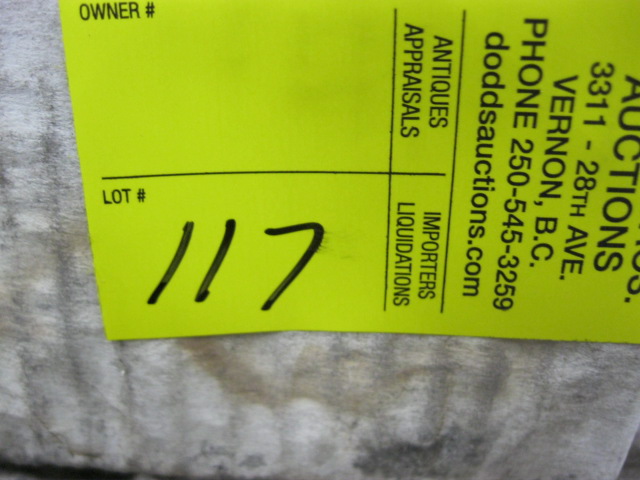 OWNER #
LOT #
117
ANTIQUES
APPRAISALS
IMPORTERS
LIQUIDATIONS
AUCTIONS
3311 - 28TH AVE.
VERNON, B.C.
PHONE 250-545-3259
doddsauctions.com